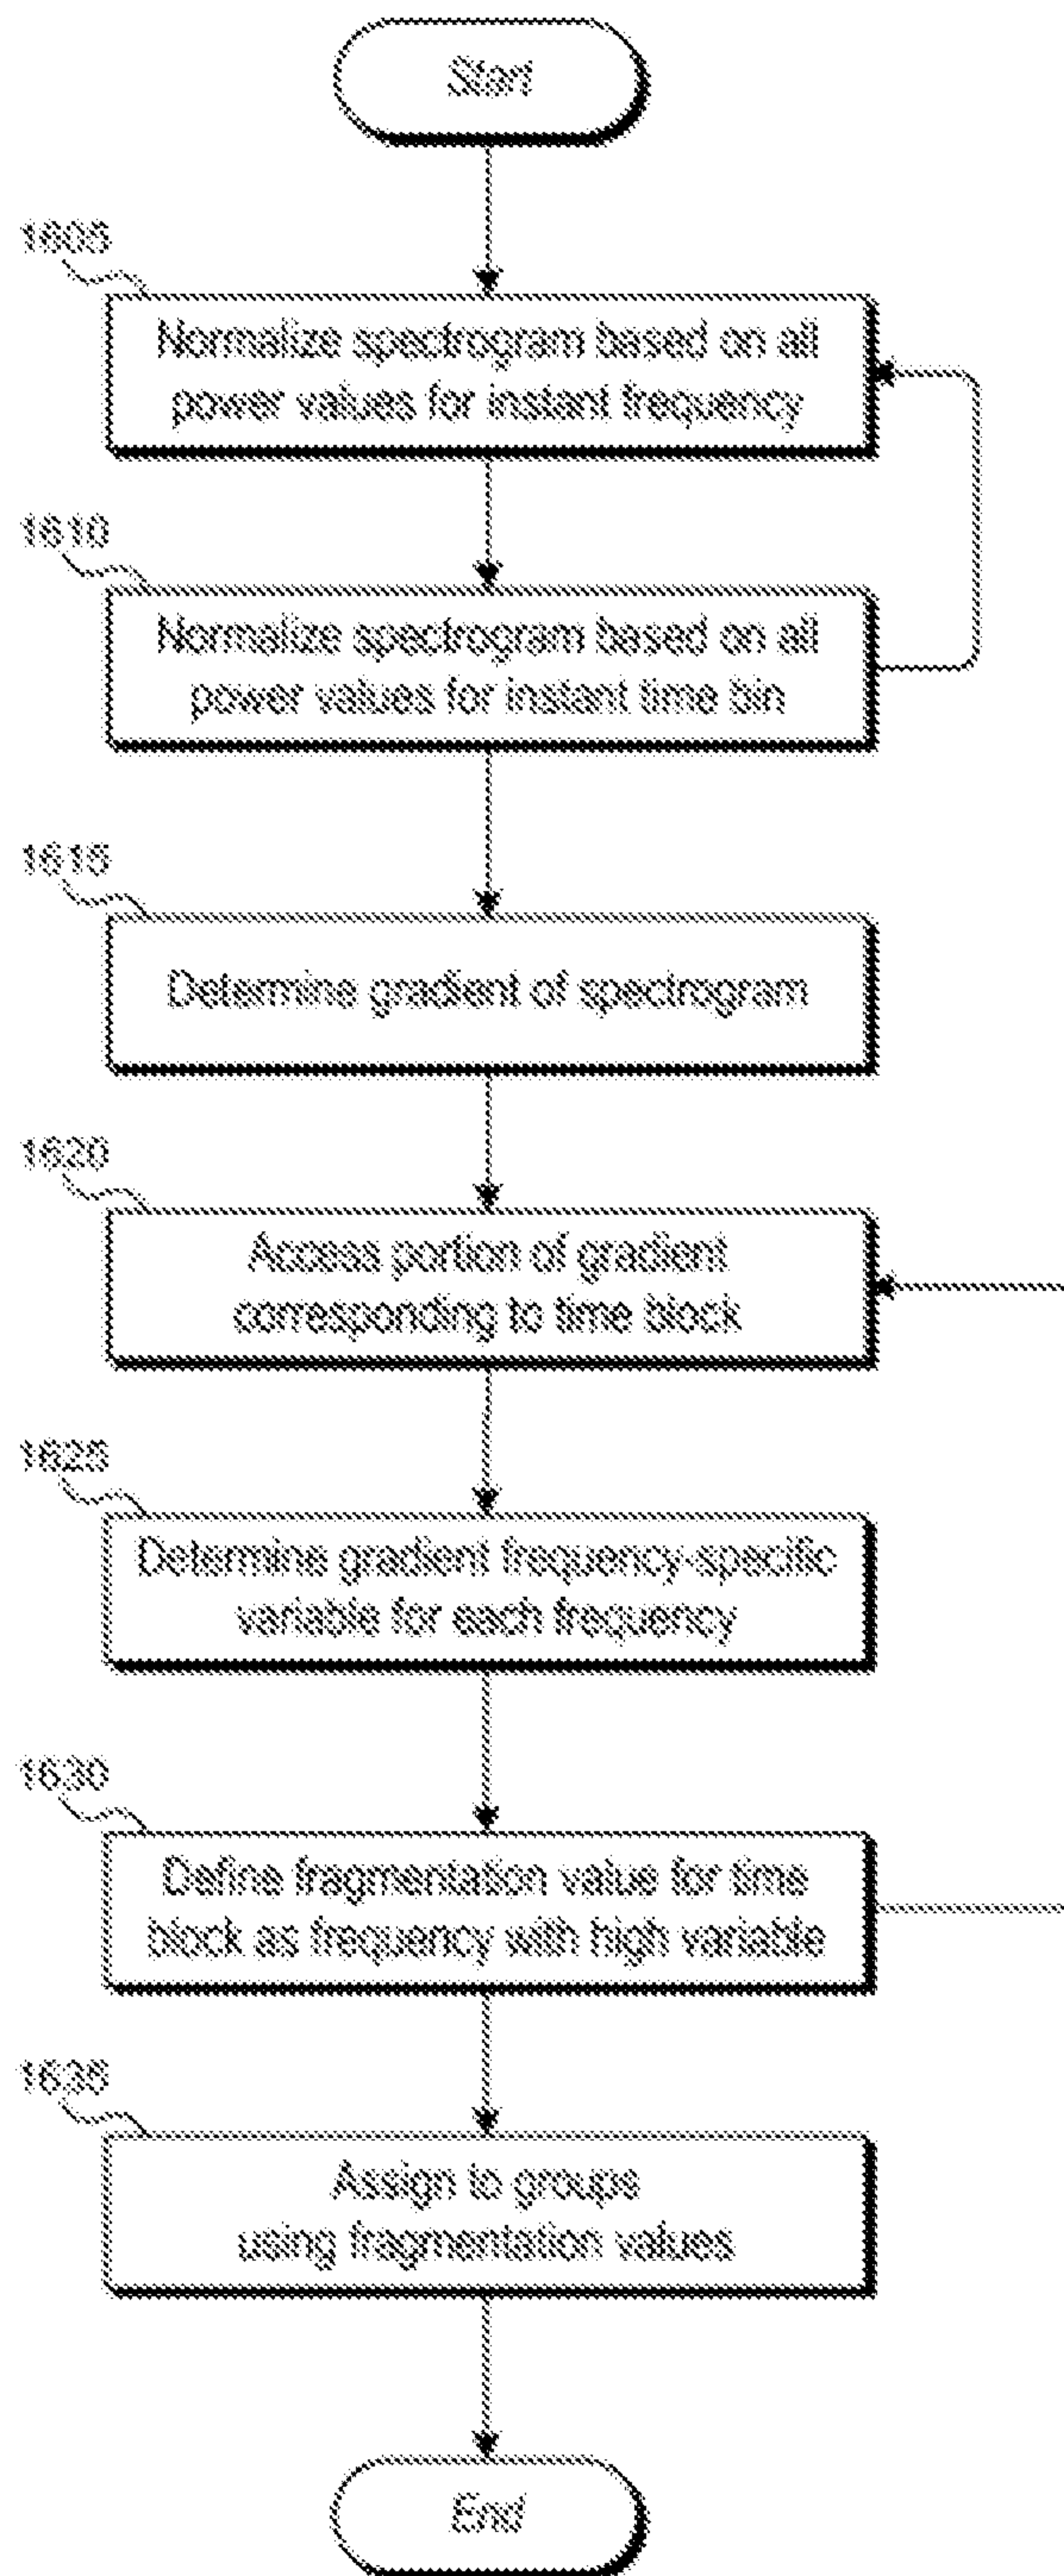 Start
1605
Normalize spectrogram based on all
power values for instant frequency
1610
Normalize spectrogram based on all
power values for instant time bin
1615
Determine gradient of spectrogram
1620
Access portion of gradient
corresponding to time block
1625
Determine gradient frequency-specific
variable for each frequency
1630
Define fragmentation value for time
block as frequency with high variable
1635
Assign to groups
using fragmentation values
End